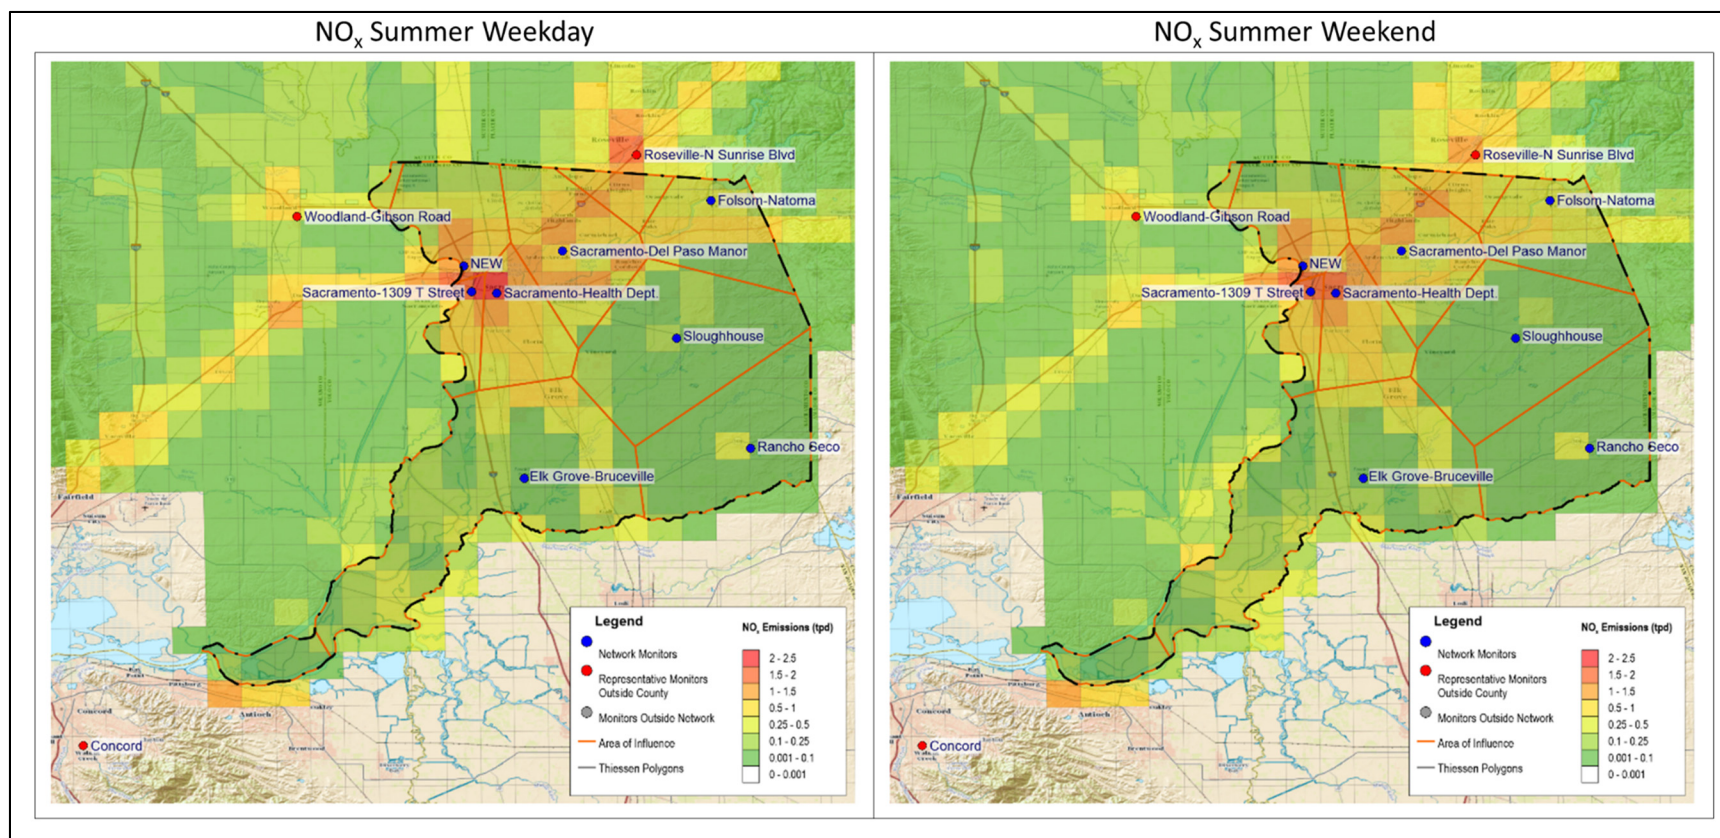 NOx Summer Weekday
NOx Summer Weekend
Roseville-N Sunrise Blvd
Folsom-Natoma
Woodland-Gibson Road
Sacramento-Del Paso Manor
NEW
Sacramento-1309 T Street
Sacramento-Health Dept.
Sloughhouse
Rancho Seco
Elk Grove-Bruceville
Fairfield
Antioch
Concord
Concord
Legend
Network Monitors
Representative Monitors
Outside County
Monitors Outside Network
Area of Influence
Thiessen Polygons
NOx Emissions (tpd)
2 - 2.5
1.5 - 2
1 - 1.5
0.5 - 1
0.25 - 0.5
0.1 - 0.25
0.001 - 0.1
0 - 0.001
Roseville-N Sunrise Blvd
Folsom-Natoma
Woodland-Gibson Road
Sacramento-Del Paso Manor
NEW
Sacramento-1309 T Street
Sacramento-Health Dept.
Sloughhouse
Rancho Seco
Elk Grove-Bruceville
Fairfield
Antioch
Concord
Concord
Legend
Network Monitors
Representative Monitors
Outside County
Monitors Outside Network
Area of Influence
Thiessen Polygons
NOx Emissions (tpd)
2 - 2.5
1.5 - 2
1 - 1.5
0.5 - 1
0.25 - 0.5
0.1 - 0.25
0.001 - 0.1
0 - 0.001